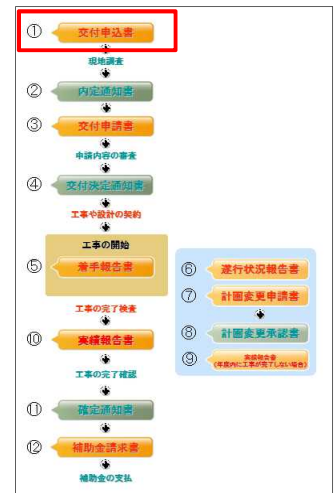 ① 交付申込書
現地調査
② 内定通知書
③ 交付申請書
申請内容の審査
④ 交付決定通知書
工事や設計の契約
工事の開始
⑤ 着手報告書
工事の完了検査
⑩ 実績報告書
工事の完了確認
⑪ 確定通知書
⑫ 補助金請求書
補助金の支払
⑥ 遂行状況報告書
⑦ 計画変更申請書
⑧ 計画変更承認書
⑨ 実績報告書
(年度内に工事が完了しない場合)